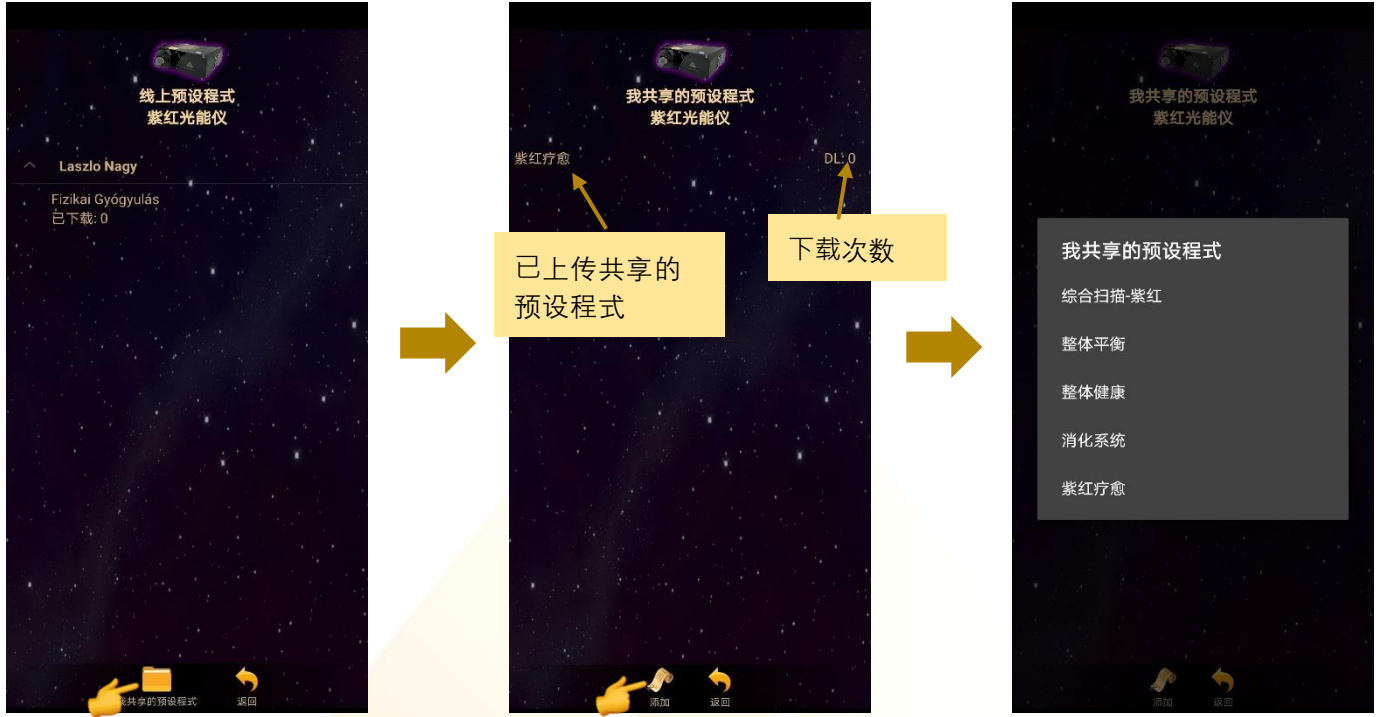 线上预设程式
紫红光能仪
Laszlo Nagy
Fizikai Gyógyulás
已下载: 0
我共享的预设程式
返回
我共享的预设程式
紫红光能仪
紫红疗愈
DL: 0
已上传共享的
预设程式
下载次数
添加
返回
我共享的预设程式
紫红光能仪
我共享的预设程式
综合扫描-紫红
整体平衡
整体健康
消化系统
紫红疗愈
添加
返回